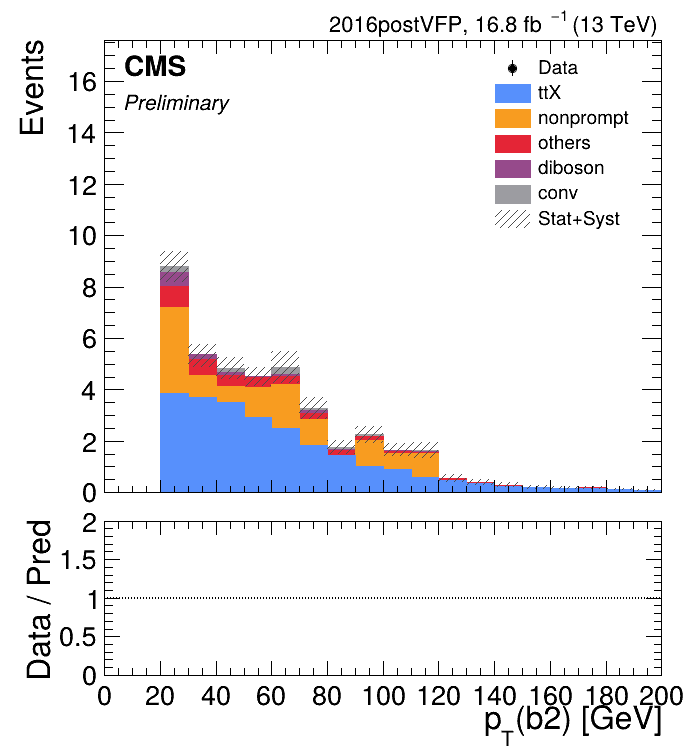 2016postVFP, 16.8 fb⁻¹ (13 TeV)
CMS
Preliminary
Events
Data
ttX
nonprompt
others
diboson
conv
Stat+Syst
16
14
12
10
8
6
4
2
0
Data / Pred
2
1.5
1
0.5
0
0 20 40 60 80 100 120 140 160 180 200
p_T(b2) [GeV]